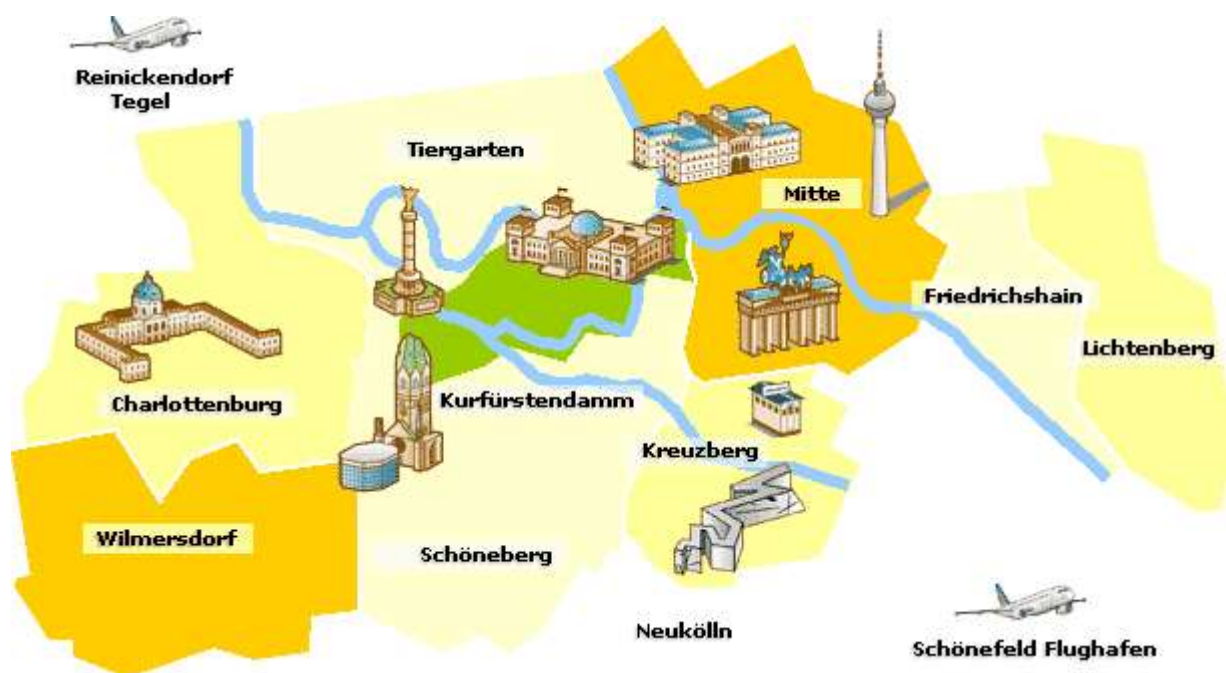 Reinickendorf
Tegel
Tiergarten
Mitte
Friedrichshain
Lichtenberg
Charlottenburg
Kurfürstendamm
Kreuzberg
Wilmersdorf
Schöneberg
Neukölln
Schönefeld Flughafen